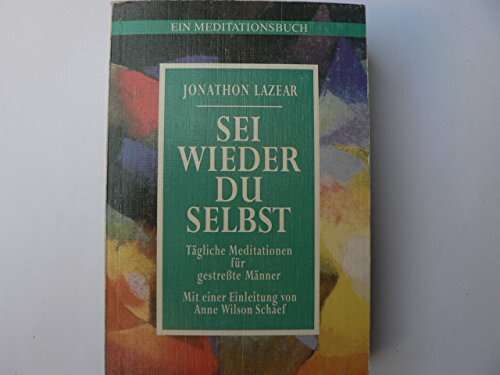 EIN MEDITATIONSBUCH
JONATHON LAZEAR
SEI
WIEDER
DU
SELBST
Tägliche Meditationen
für
gestreßte Männer
Mit einer Einleitung von
Anne Wilson Schaef